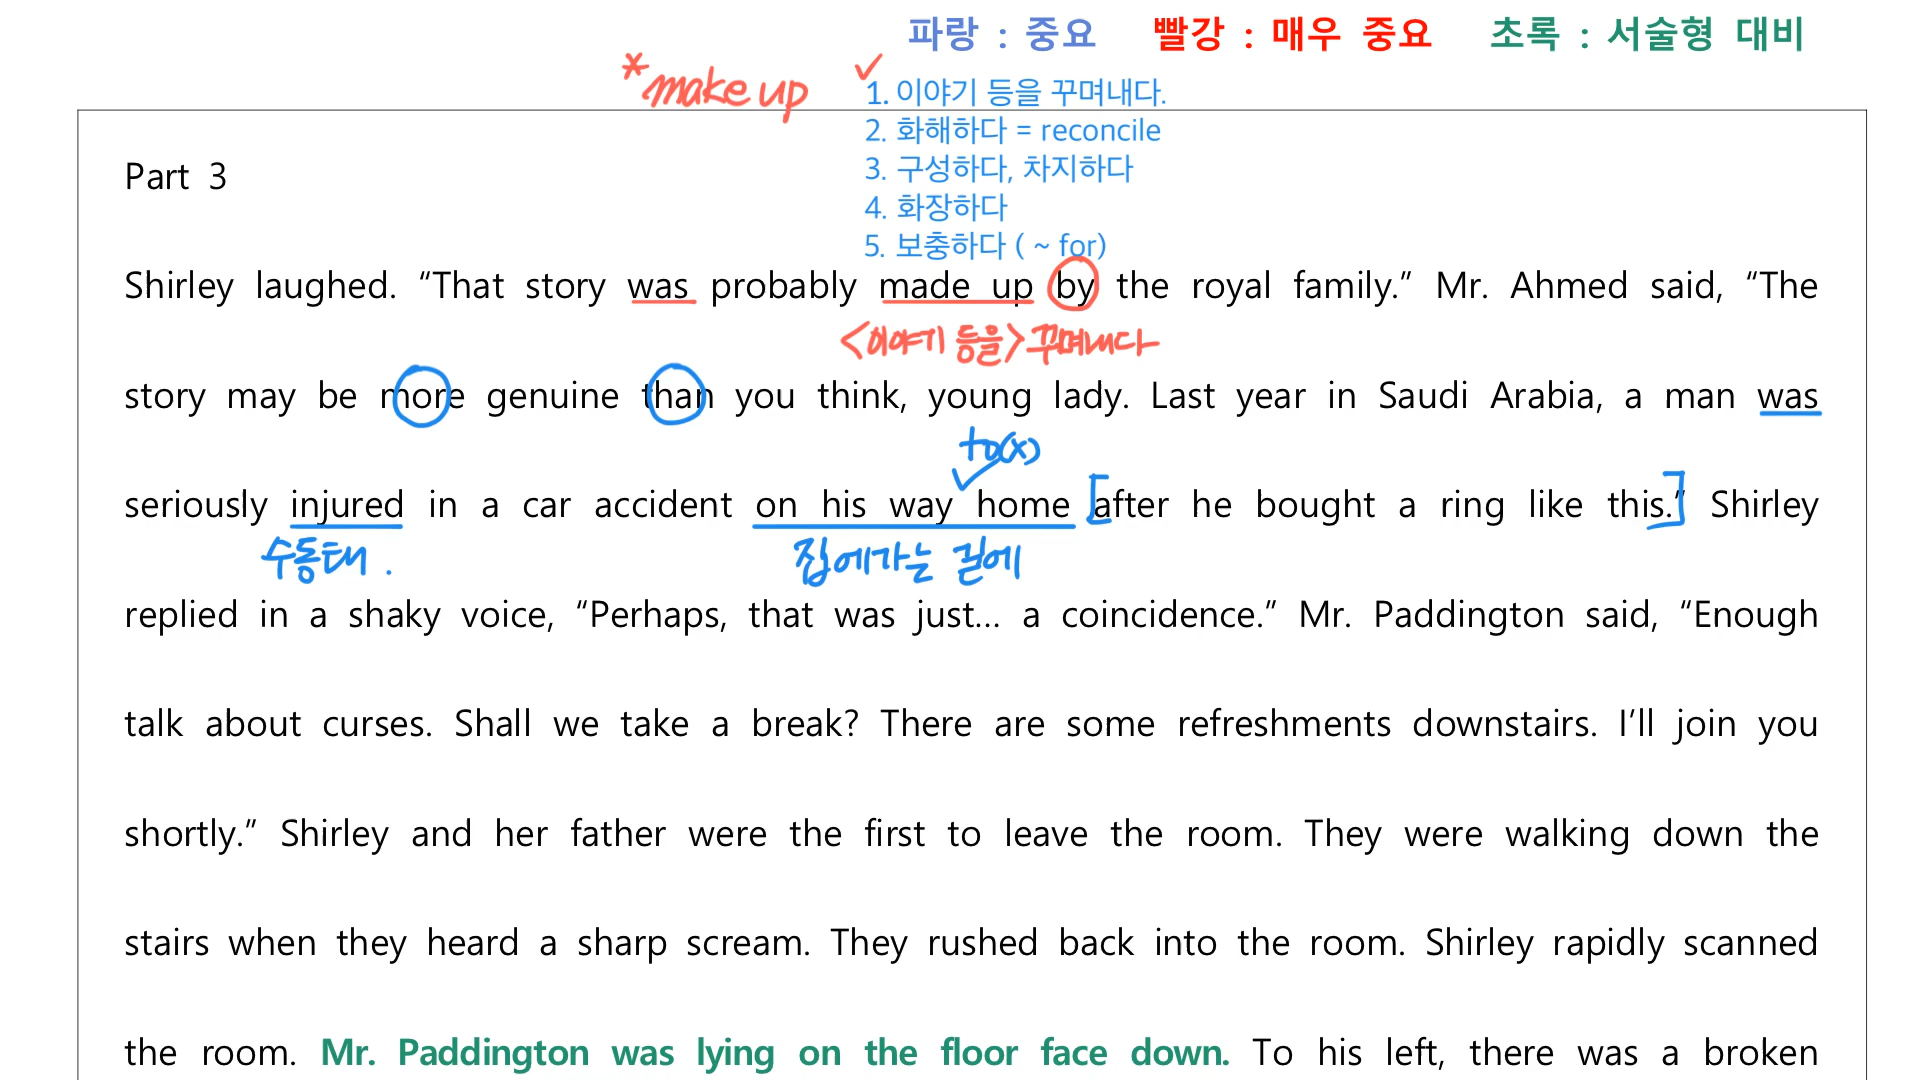 파랑 : 중요 빨강 : 매우 중요 초록 : 서술형 대비
*make up ✓
1. 이야기 등을 꾸며내다.
2. 화해하다 = reconcile
3. 구성하다, 차지하다
4. 화장하다
5. 보충하다 ( ~ for)
Part 3
Shirley laughed. “That story was probably made up by the royal family.” Mr. Ahmed said, “The
<이야기 등을> 꾸며내다
story may be more genuine than you think, young lady. Last year in Saudi Arabia, a man was
to(x)
seriously injured in a car accident on his way home [after he bought a ring like this.”] Shirley
수동태. 집에가는 길에
replied in a shaky voice, “Perhaps, that was just... a coincidence.” Mr. Paddington said, “Enough
talk about curses. Shall we take a break? There are some refreshments downstairs. I’ll join you
shortly.” Shirley and her father were the first to leave the room. They were walking down the
stairs when they heard a sharp scream. They rushed back into the room. Shirley rapidly scanned
the room. Mr. Paddington was lying on the floor face down. To his left, there was a broken